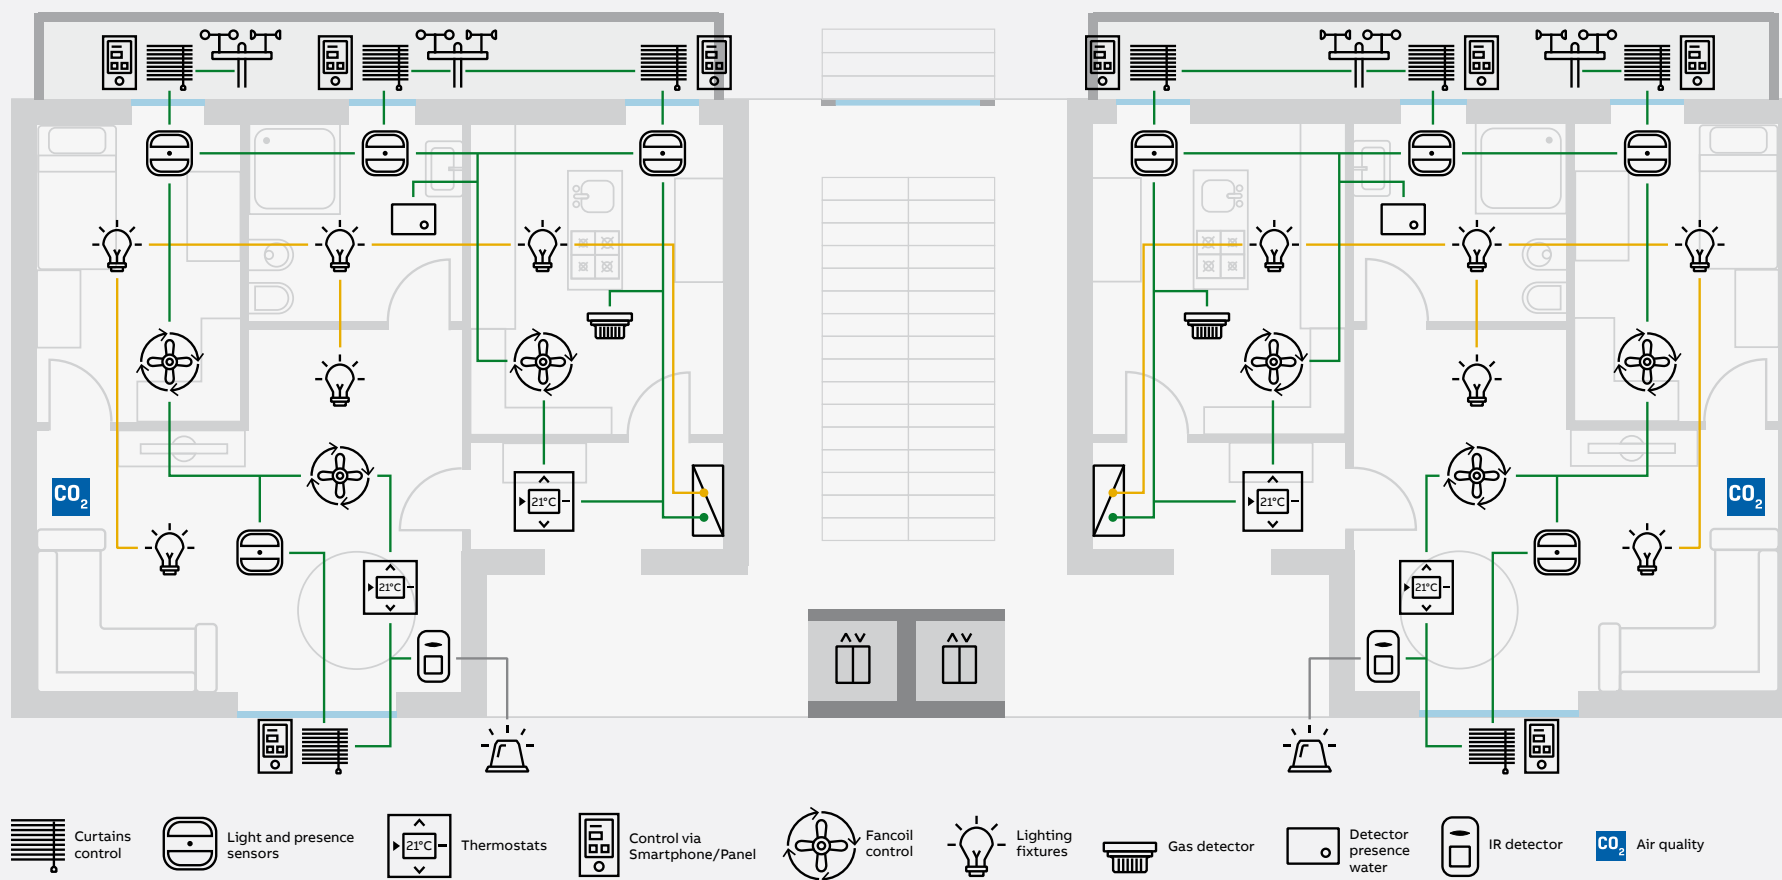 CO2
CO2
21°C
21°C
21°C
21°C
Curtains
control
Light and presence
sensors
21°C
Thermostats
Control via
Smartphone/Panel
Fancoil
control
Lighting
fixtures
Gas detector
Detector
presence
water
IR detector
CO2
Air quality